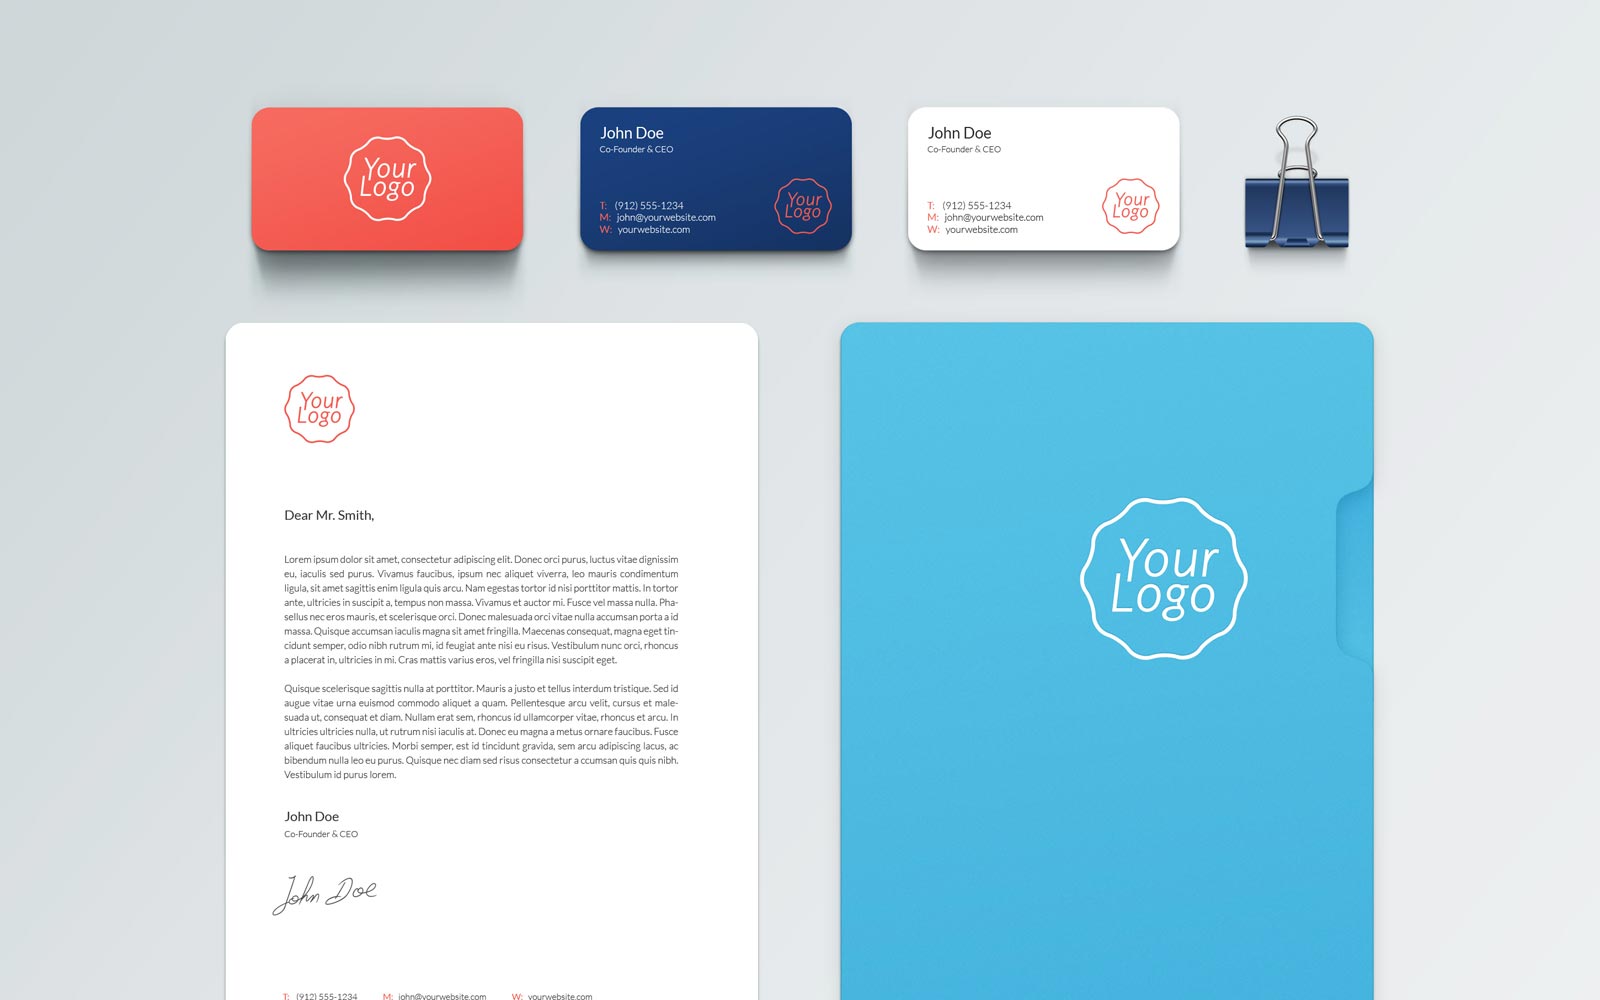 Your
Logo
John Doe
Co-Founder & CEO
T: (912) 555-1234
M: john@yourwebsite.com
W: yourwebsite.com
Your
Logo
John Doe
Co-Founder & CEO
T: (912) 555-1234
M: john@yourwebsite.com
W: yourwebsite.com
Your
Logo
Your
Logo
Dear Mr. Smith,
Lorem ipsum dolor sit amet, consectetur adipiscing elit. Donec orci purus, luctus vitae dignissim
eu, iaculis sed purus. Vivamus faucibus, ipsum nec aliquet viverra, leo mauris condimentum
ligula, sit amet sagittis enim ligula quis arcu. Nam egestas tortor id nisi porttitor mattis. In tortor
ante, ultricies in suscipit a, tempus non massa. Vivamus et auctor mi. Fusce vel massa nulla. Pha-
sellus nec eros mauris, et scelerisque orci. Donec malesuada orci vitae nulla accumsan porta a id
massa. Quisque accumsan iaculis magna sit amet fringilla. Maecenas consequat, magna eget tin-
cidunt semper, odio nibh rutrum mi, id feugiat ante nisi eu risus. Vestibulum nunc orci, rhoncus
a placerat in, ultricies in mi. Cras mattis varius eros, vel fringilla nisi suscipit eget.
Quisque scelerisque sagittis nulla at porttitor. Mauris a justo et tellus interdum tristique. Sed id
augue vitae urna euismod commodo aliquet a quam. Pellentesque arcu velit, cursus et male-
suada ut, consequat et diam. Nullam erat sem, rhoncus id ullamcorper vitae, rhoncus et arcu. In
ultricies ultricies nulla, ut rutrum nisi iaculis at. Donec eu magna a metus ornare faucibus. Fusce
aliquet faucibus ultricies. Morbi semper, est id tincidunt gravida, sem arcu adipiscing lacus, ac
bibendum nulla leo eu purus. Quisque nec diam sed risus consectetur a ccumsan quis quis nibh.
Vestibulum id purus lorem.
John Doe
Co-Founder & CEO
John Doe
T: (912) 555-1234 M: john@yourwebsite.com W: yourwebsite.com
Your
Logo